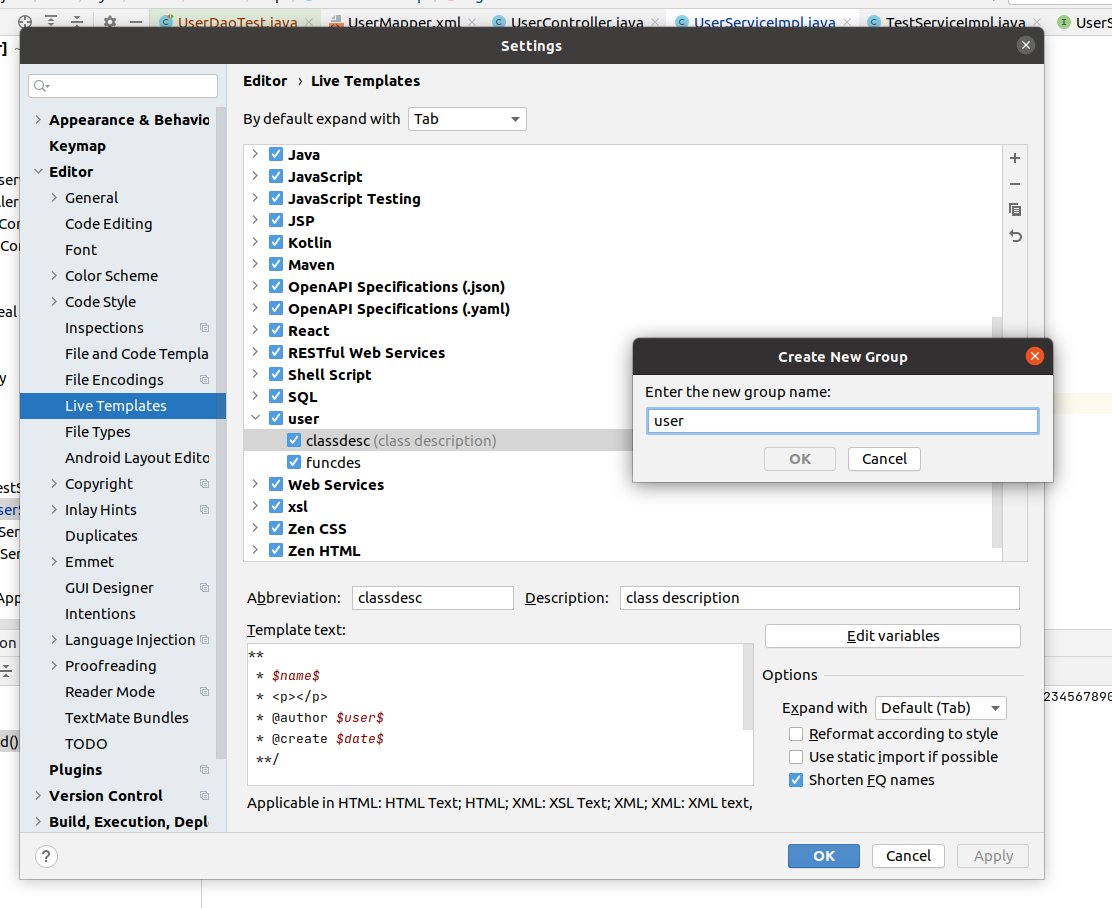 UserDaoTest.java
UserMapper.xml
UserController.java
UserServiceImpl.java
TestServiceImpl.java
UserS
Settings
Editor › Live Templates
By default expand with Tab
Appearance & Behavio
Keymap
Editor
General
Code Editing
Font
Color Scheme
Code Style
Inspections
File and Code Templa
File Encodings
Live Templates
File Types
Android Layout Edito
Copyright
Inlay Hints
Duplicates
Emmet
GUI Designer
Intentions
Language Injection
Proofreading
Reader Mode
TextMate Bundles
TODO
Plugins
Version Control
Build, Execution, Depl
Java
JavaScript
JavaScript Testing
JSP
Kotlin
Maven
OpenAPI Specifications (.json)
OpenAPI Specifications (.yaml)
React
RESTful Web Services
Shell Script
SQL
user
classdesc (class description)
funcdes
Web Services
xsl
Zen CSS
Zen HTML
Create New Group
Enter the new group name:
user
OK
Cancel
Abbreviation: classdesc
Description: class description
Template text:
**
* $name$
* <p></p>
* @author $user$
* @create $date$
**/
Edit variables
Options
Expand with Default (Tab)
Reformat according to style
Use static import if possible
Shorten FQ names
Applicable in HTML: HTML Text; HTML; XML: XSL Text; XML; XML: XML text,
?
OK
Cancel
Apply
234567890